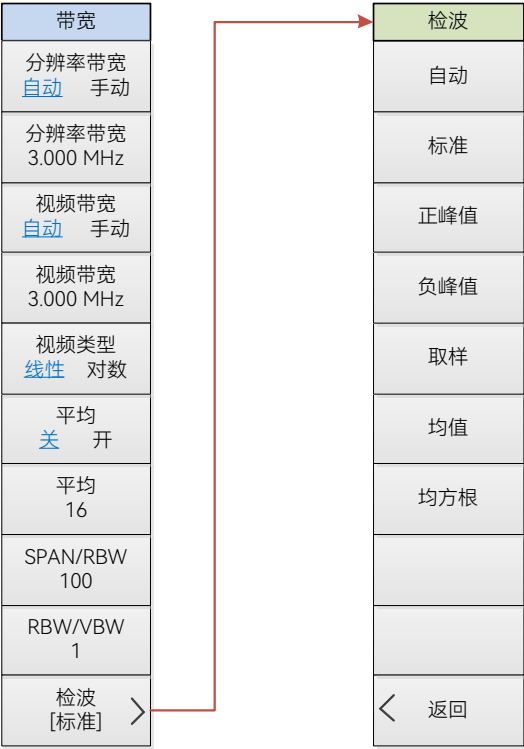 带宽
分辨率带宽
自动 手动
分辨率带宽
3.000 MHz
视频带宽
自动 手动
视频带宽
3.000 MHz
视频类型
线性 对数
平均
关 开
平均
16
SPAN/RBW
100
RBW/VBW
1
检波
[标准]
检波
自动
标准
正峰值
负峰值
取样
均值
均方根
返回